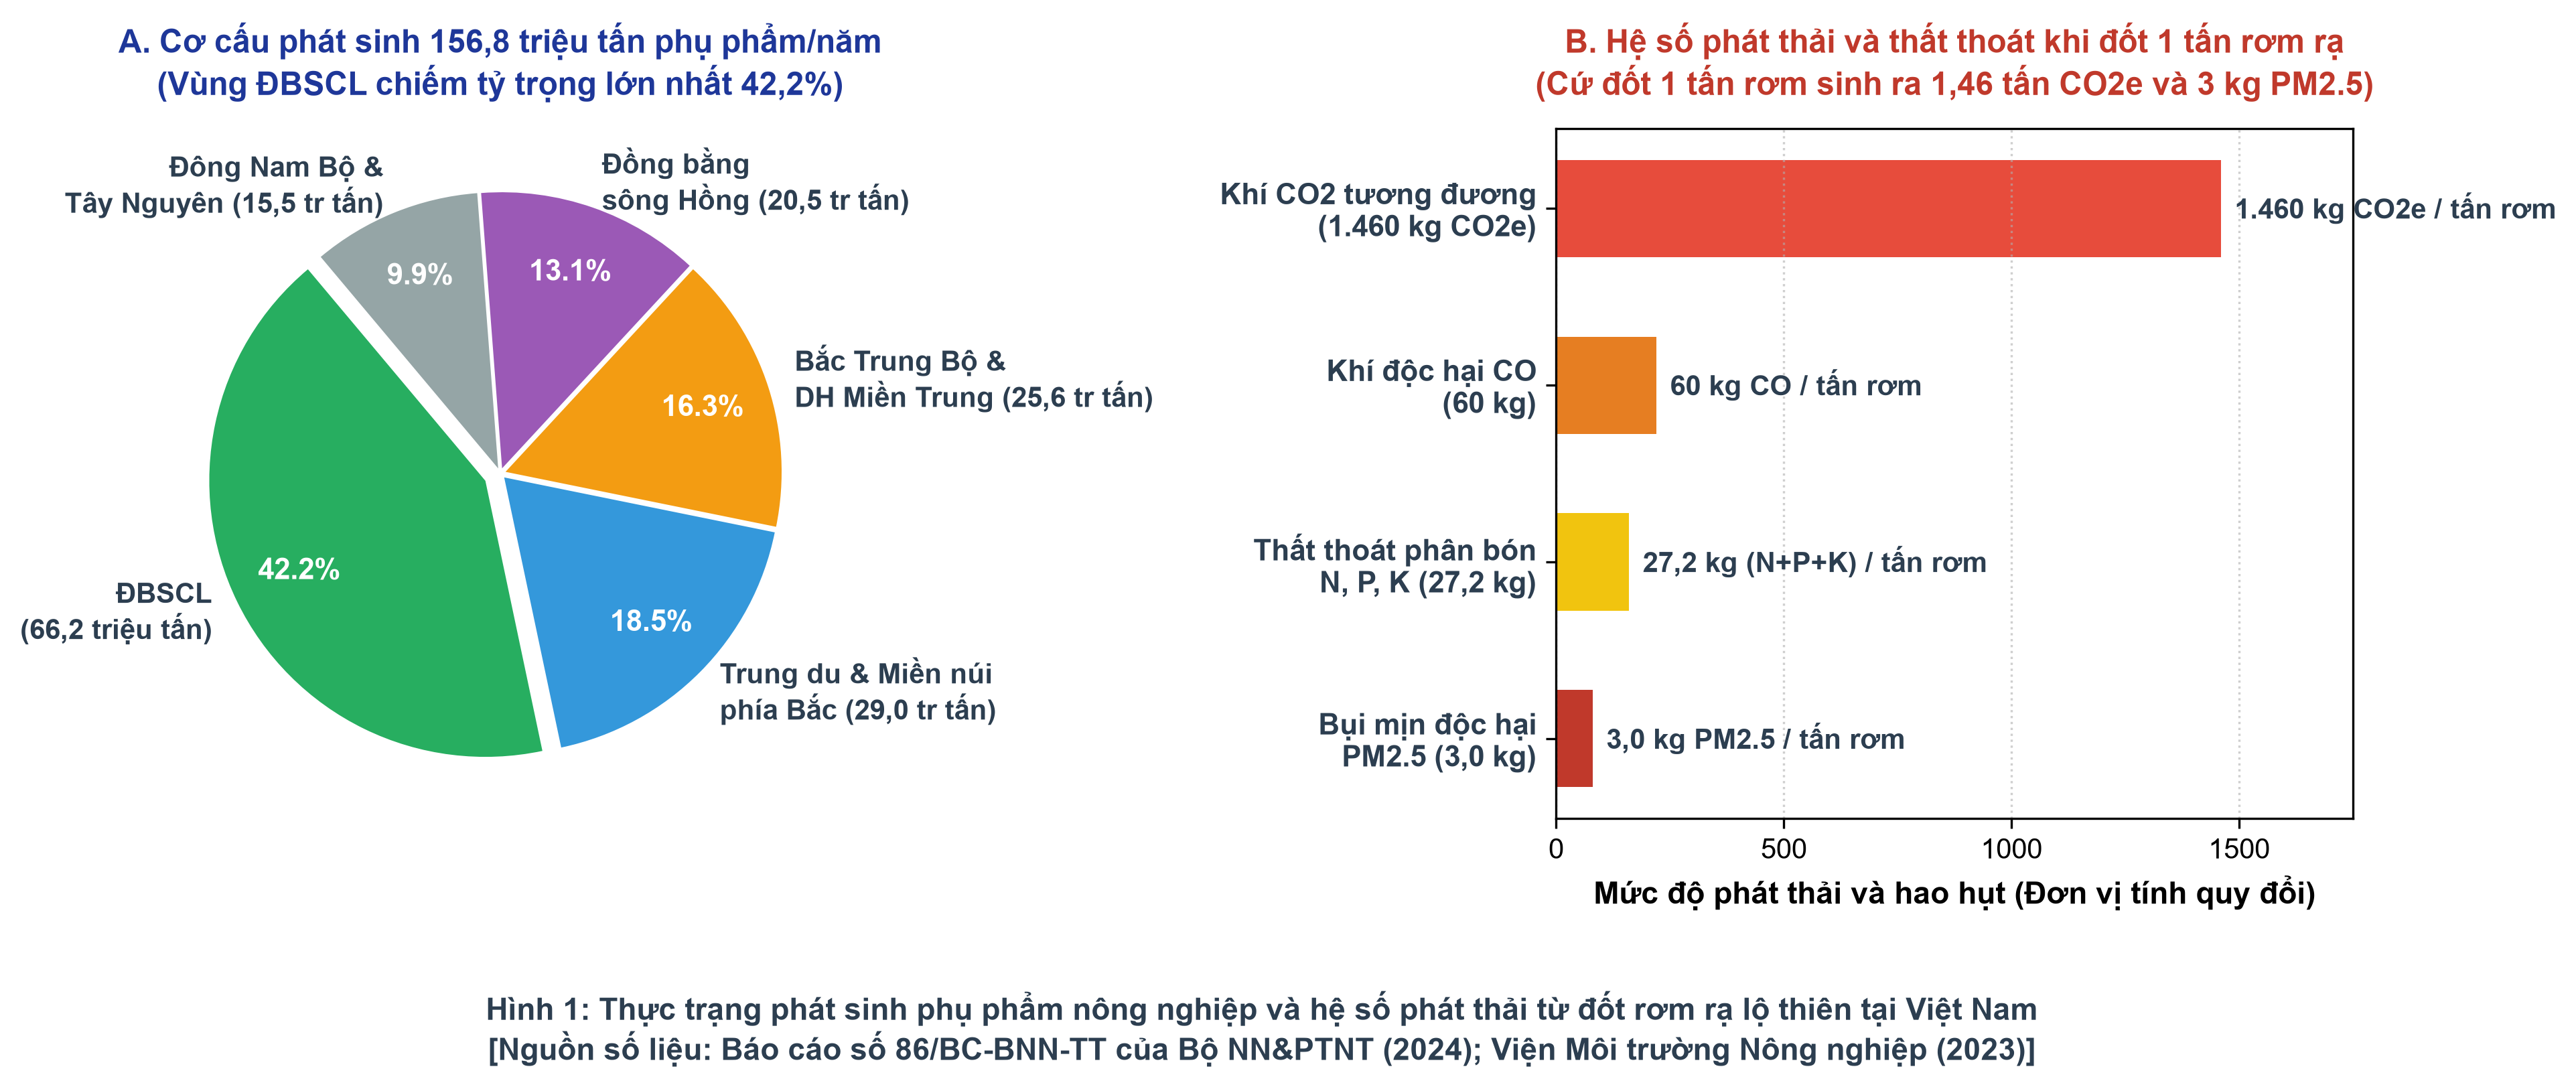 A. Cơ cấu phát sinh 156,8 triệu tấn phụ phẩm/năm
(Vùng ĐBSCL chiếm tỷ trọng lớn nhất 42,2%)
Đông Nam Bộ &
Tây Nguyên (15,5 tr tấn)
Đồng bằng
sông Hồng (20,5 tr tấn)
9.9%
13.1%
Bắc Trung Bộ &
DH Miền Trung (25,6 tr tấn)
16.3%
42.2%
ĐBSCL
(66,2 triệu tấn)
18.5%
Trung du & Miền núi
phía Bắc (29,0 tr tấn)
B. Hệ số phát thải và thất thoát khi đốt 1 tấn rơm rạ
(Cứ đốt 1 tấn rơm sinh ra 1,46 tấn CO2e và 3 kg PM2.5)
Khí CO2 tương đương
(1.460 kg CO2e)
1.460 kg CO2e / tấn rơm
Khí độc hại CO
(60 kg)
60 kg CO / tấn rơm
Thất thoát phân bón
N, P, K (27,2 kg)
27,2 kg (N+P+K) / tấn rơm
Bụi mịn độc hại
PM2.5 (3,0 kg)
3,0 kg PM2.5 / tấn rơm
0 500 1000 1500
Mức độ phát thải và hao hụt (Đơn vị tính quy đổi)
Hình 1: Thực trạng phát sinh phụ phẩm nông nghiệp và hệ số phát thải từ đốt rơm rạ lộ thiên tại Việt Nam
[Nguồn số liệu: Báo cáo số 86/BC-BNN-TT của Bộ NN&PTNT (2024); Viện Môi trường Nông nghiệp (2023)]